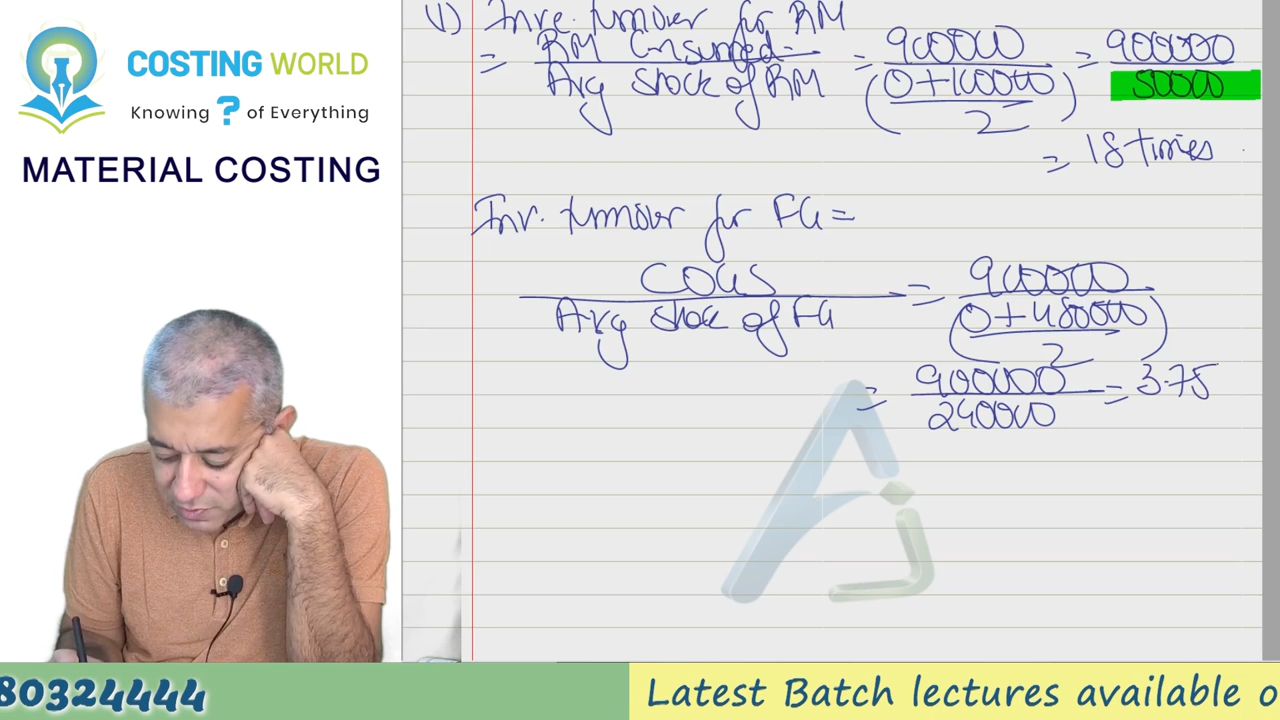 COSTING WORLD
Knowing ? of Everything
MATERIAL COSTING
(1) Inve. turnover for RM
= RM Consumed / Avg stock of RM = 900000 / (0+100000 / 2) = 900000 / 50000
= 18 times
Inv. turnover for FG =
COGS / Avg stock of FG = 900000 / (0+480000 / 2)
= 900000 / 240000 = 3.75
80324444
Latest Batch lectures available o